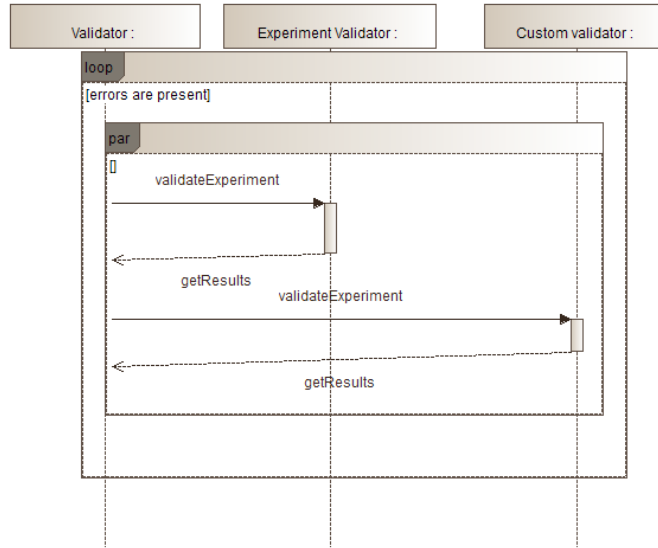 Validator :
Experiment Validator :
Custom validator :
loop
[errors are present]
par
[]
validateExperiment
getResults
validateExperiment
getResults